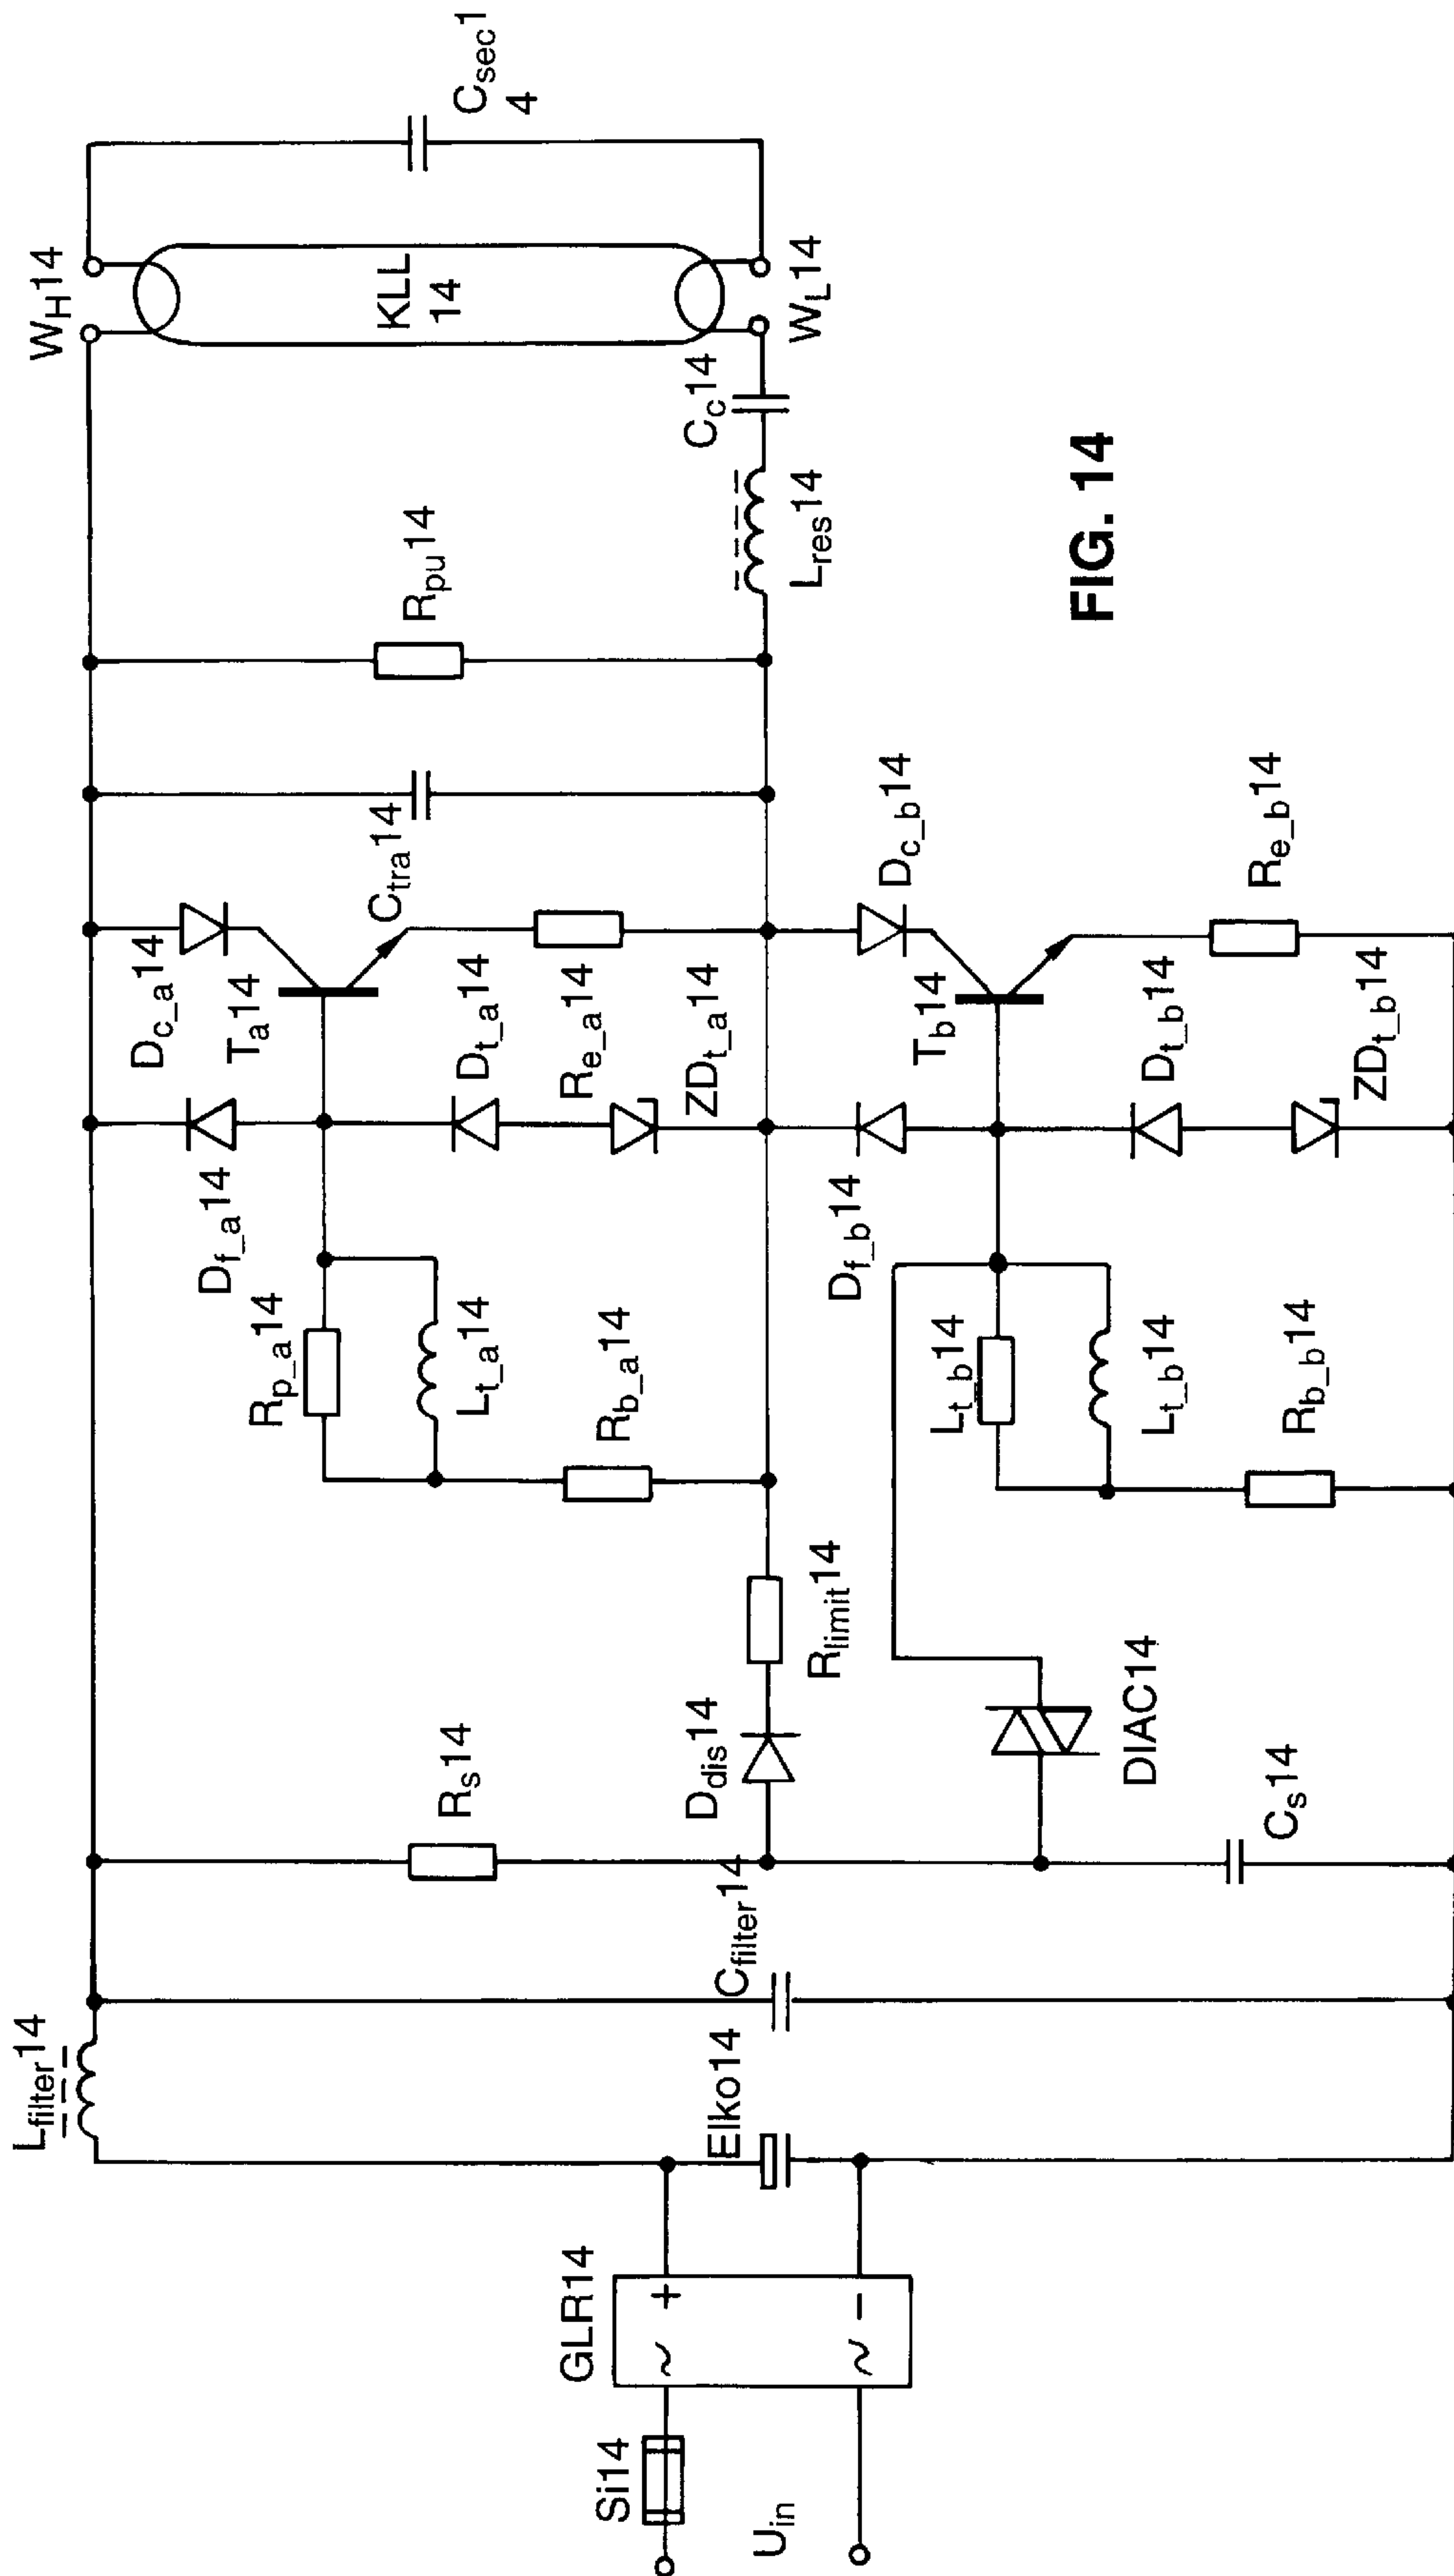 L_filter14
W_H14
C_sec1
4
KLL
14
W_L14
C_c14
L_res14
R_pu14
C_tra14
D_c_a14
T_a14
D_f_a14
D_t_a14
R_e_a14
ZD_t_a14
R_p_a14
L_t_a14
R_b_a14
R_s14
D_dis14
R_limit14
C_filter14
Elko14
GLR14
~ +
~ −
Si14
U_in
D_c_b14
T_b14
D_f_b14
D_t_b14
R_e_b14
ZD_t_b14
L_t_b14
L_t_b14
R_b_b14
DIAC14
C_s14
FIG. 14